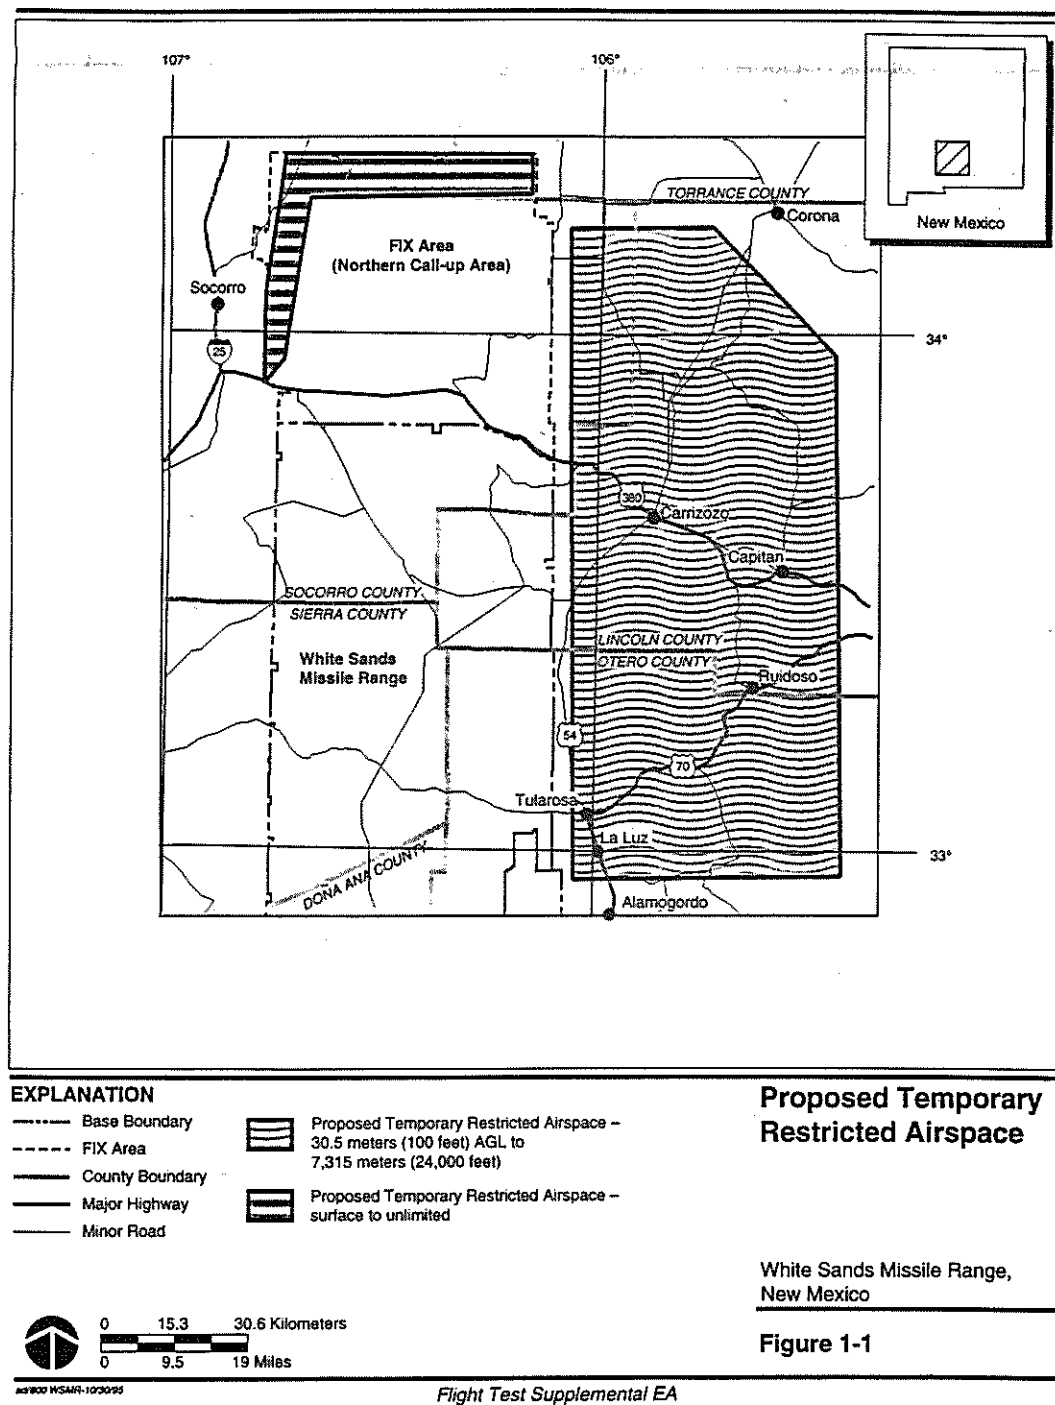 107°
106°
New Mexico
TORRANCE COUNTY
Corona
FIX Area
(Northern Call-up Area)
Socorro
34°
25
380
Carrizozo
Capitan
SOCORRO COUNTY
SIERRA COUNTY
LINCOLN COUNTY
OTERO COUNTY
White Sands
Missile Range
Ruidoso
54
70
Tularosa
La Luz
33°
DONA ANA COUNTY
Alamogordo
EXPLANATION
Base Boundary
FIX Area
County Boundary
Major Highway
Minor Road
Proposed Temporary Restricted Airspace –
30.5 meters (100 feet) AGL to
7,315 meters (24,000 feet)
Proposed Temporary Restricted Airspace –
surface to unlimited
Proposed Temporary
Restricted Airspace
White Sands Missile Range,
New Mexico
Figure 1-1
0 15.3 30.6 Kilometers
0 9.5 19 Miles
WSMR-10/30/95
Flight Test Supplemental EA